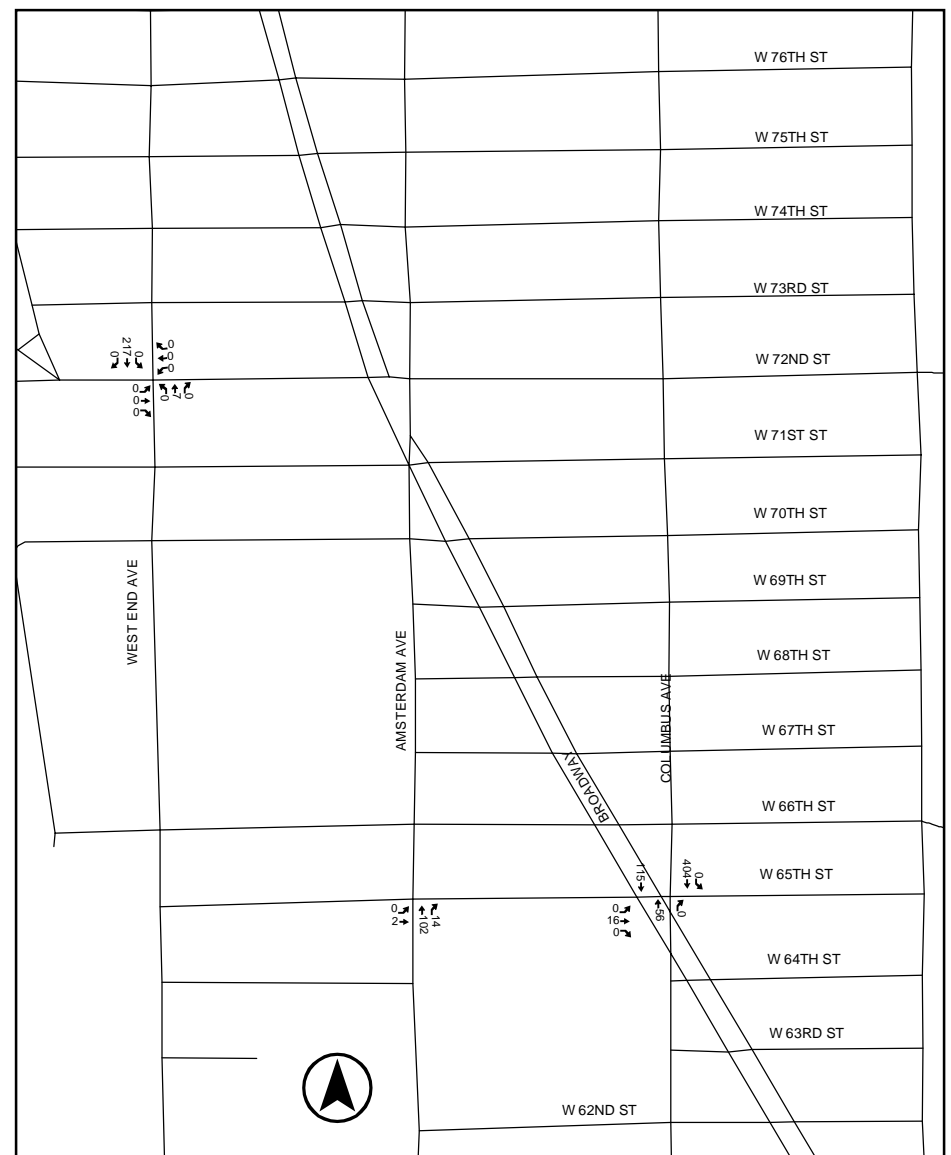 W 76TH ST
W 75TH ST
W 74TH ST
W 73RD ST
W 72ND ST
0
217
0
0
0
0
0
0
0
0
7
0
W 71ST ST
W 70TH ST
W 69TH ST
WEST END AVE
W 68TH ST
AMSTERDAM AVE
COLUMBUS AVE
W 67TH ST
BROADWAY
W 66TH ST
W 65TH ST
115
404
0
0
2
102
14
0
16
0
56
0
W 64TH ST
W 63RD ST
W 62ND ST